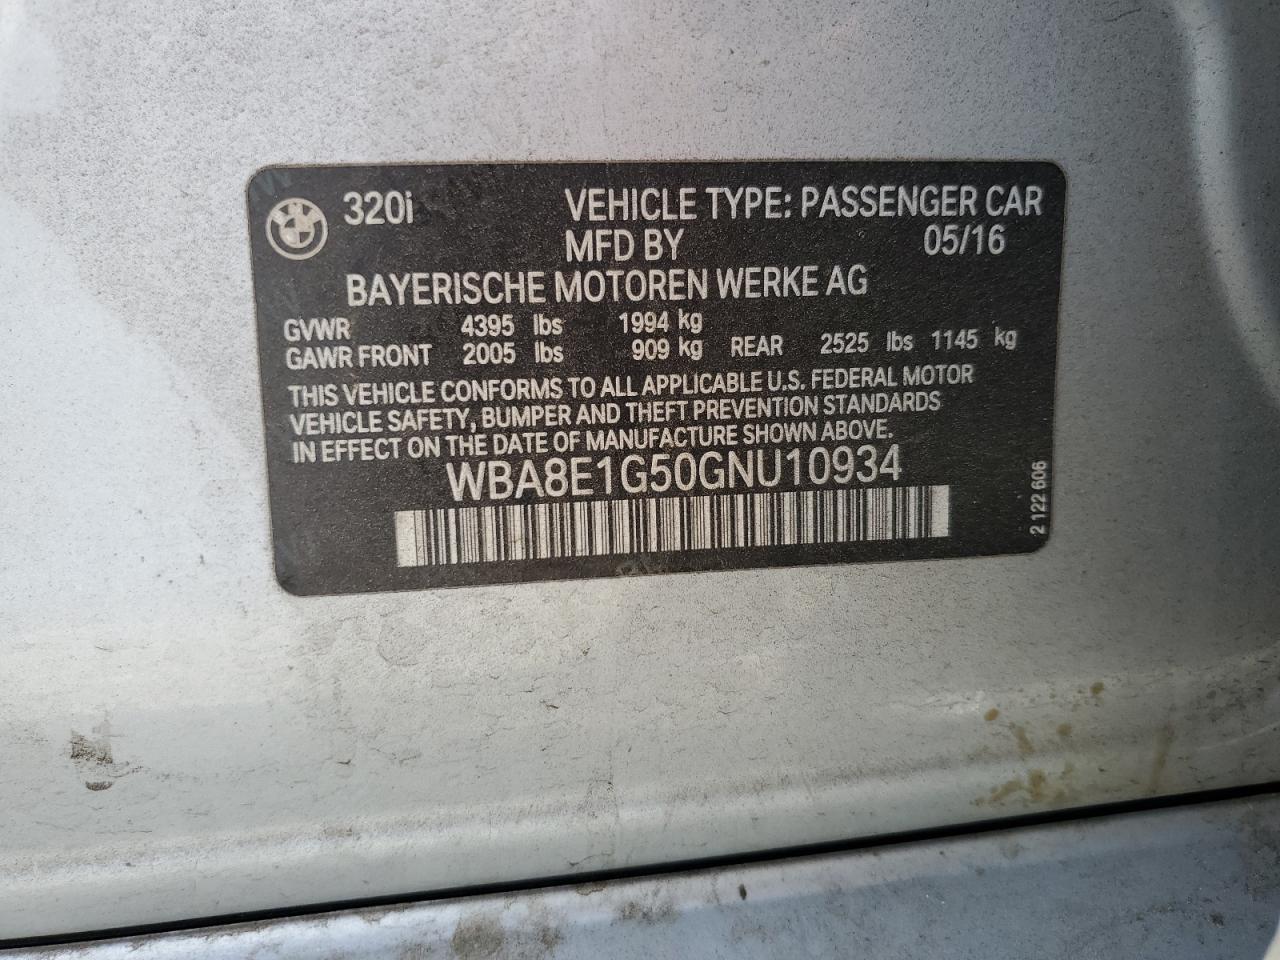 320i VEHICLE TYPE: PASSENGER CAR
MFD BY 05/16
BAYERISCHE MOTOREN WERKE AG
GVWR 4395 lbs 1994 kg
GAWR FRONT 2005 lbs 909 kg REAR 2525 lbs 1145 kg
THIS VEHICLE CONFORMS TO ALL APPLICABLE U.S. FEDERAL MOTOR
VEHICLE SAFETY, BUMPER AND THEFT PREVENTION STANDARDS
IN EFFECT ON THE DATE OF MANUFACTURE SHOWN ABOVE.
WBA8E1G50GNU10934
2 122 606